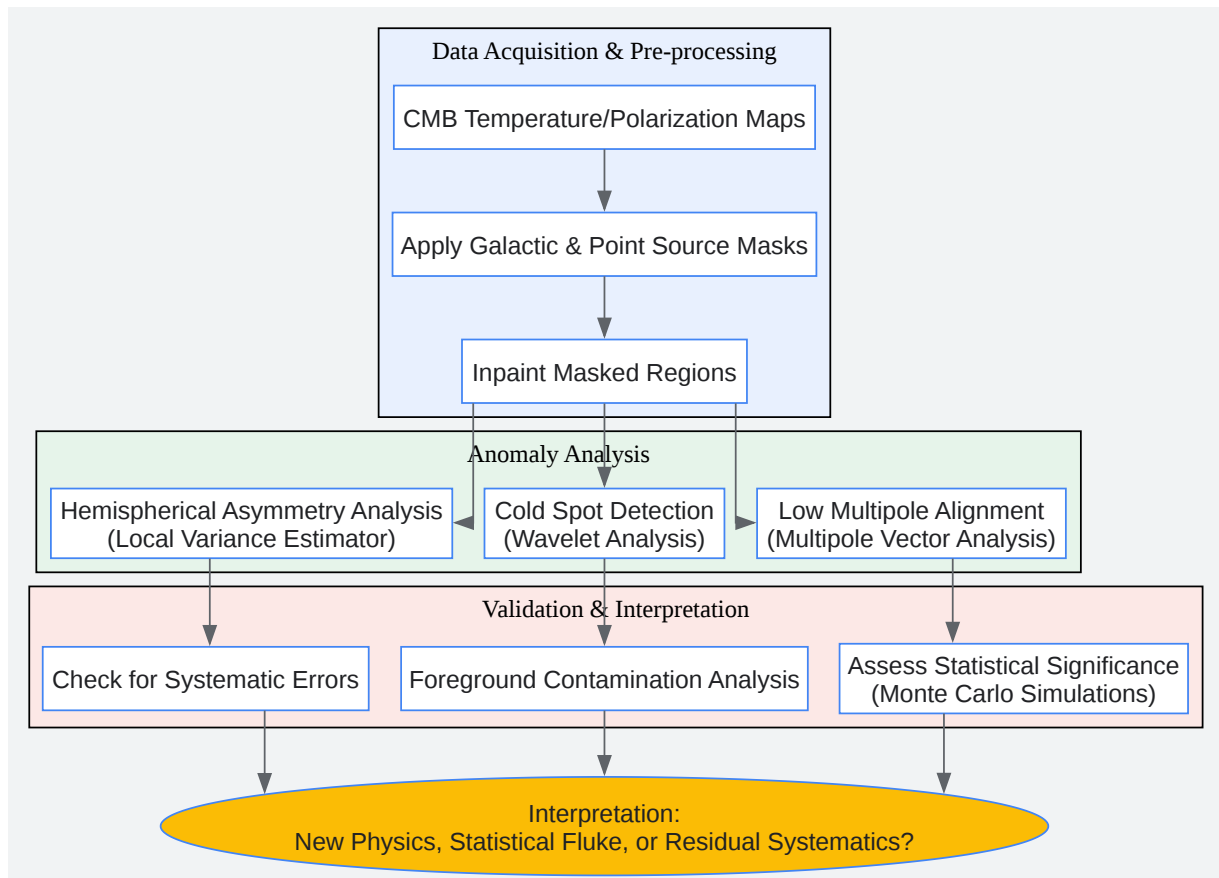 Data Acquisition & Pre-processing
CMB Temperature/Polarization Maps
Apply Galactic & Point Source Masks
Inpaint Masked Regions
Anomaly Analysis
Hemispherical Asymmetry Analysis
(Local Variance Estimator)
Cold Spot Detection
(Wavelet Analysis)
Low Multipole Alignment
(Multipole Vector Analysis)
Validation & Interpretation
Check for Systematic Errors
Foreground Contamination Analysis
Assess Statistical Significance
(Monte Carlo Simulations)
Interpretation:
New Physics, Statistical Fluke, or Residual Systematics?